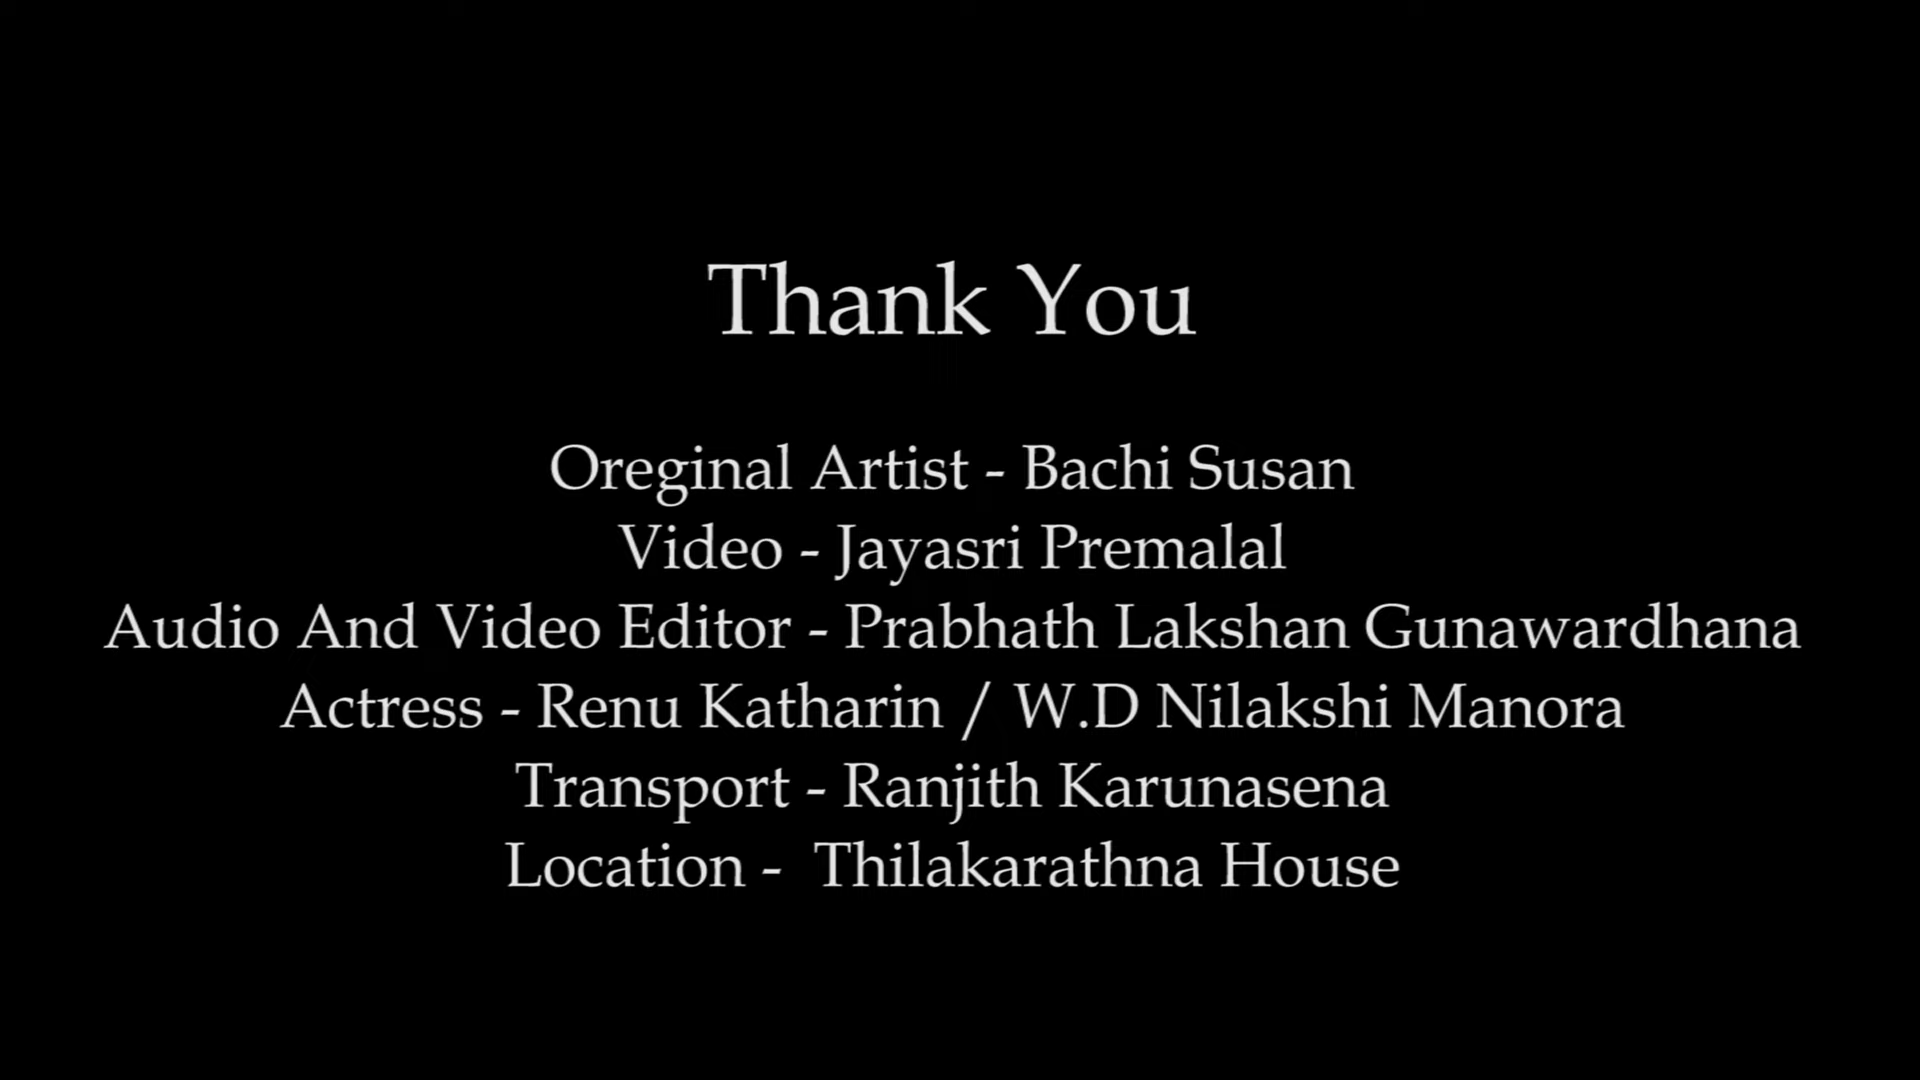 Thank You
Oreginal Artist - Bachi Susan
Video - Jayasri Premalal
Audio And Video Editor - Prabhath Lakshan Gunawardhana
Actress - Renu Katharin / W.D Nilakshi Manora
Transport - Ranjith Karunasena
Location - Thilakarathna House